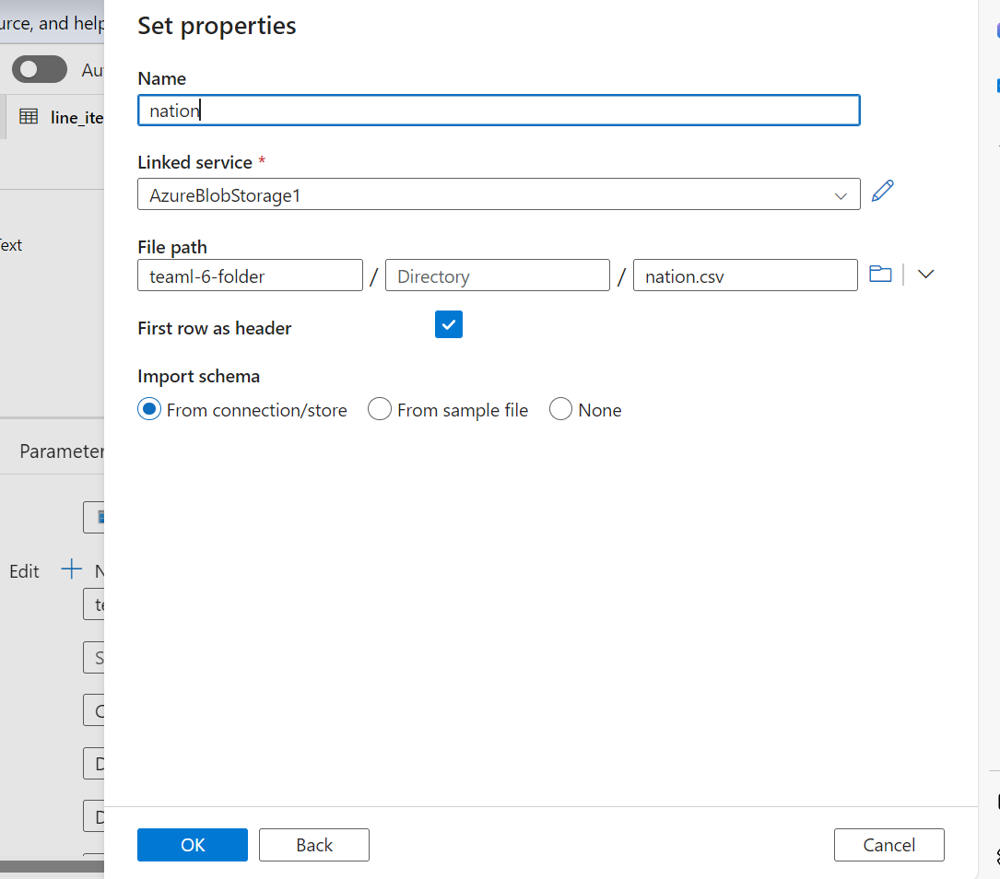 Set properties
urce, and help
Name
Au
nation
line_ite
Linked service *
AzureBlobStorage1
File path
Text
teaml-6-folder / Directory / nation.csv
First row as header
Import schema
From connection/store From sample file None
Parameter
Edit N
te
S
C
D
D
OK Back Cancel